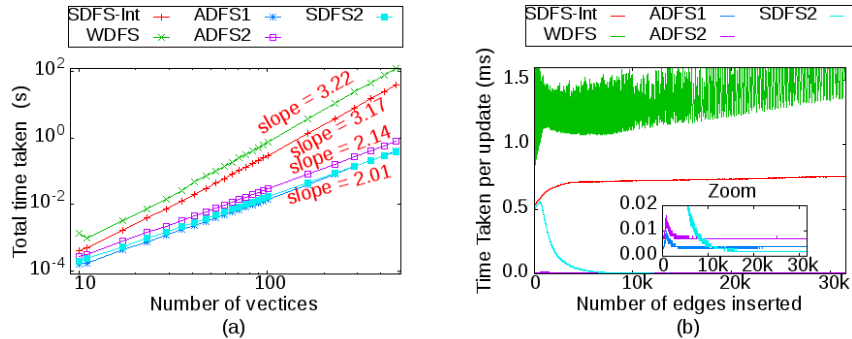 SDFS-Int ADFS1 SDFS2
WDFS ADFS2
10^2
10^0
10^-2
10^-4
Total time taken (s)
slope = 3.22
slope = 3.17
slope = 2.14
slope = 2.01
10 100
Number of vectices
(a)
SDFS-Int ADFS1 SDFS2
WDFS ADFS2
1.5
1.0
0.5
0.0
Time Taken per update (ms)
Zoom
0.02
0.01
0.00
0 10k 20k 30k
0 10k 20k 30k
Number of edges inserted
(b)